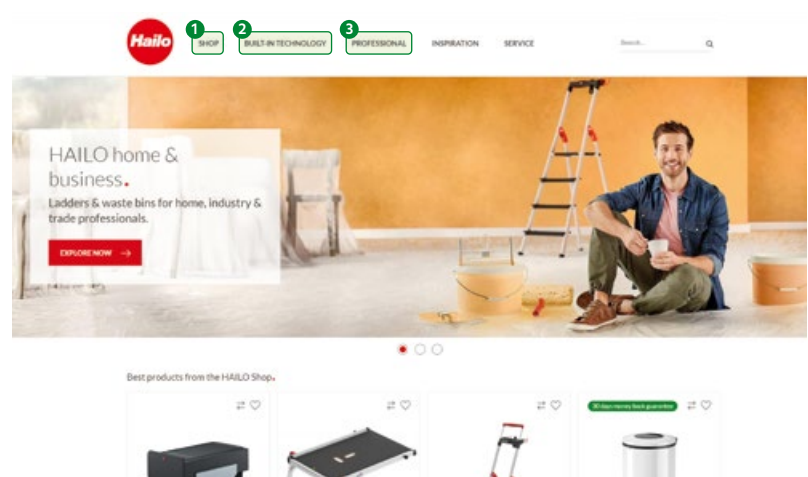 1 2 3
Hailo SHOP BUILT-IN TECHNOLOGY PROFESSIONAL INSPIRATION SERVICE Search...
HAILO home &
business.
Ladders & waste bins for home, industry &
trade professionals.
EXPLORE NOW →
Best products from the HAILO Shop.
30 days money back guarantee